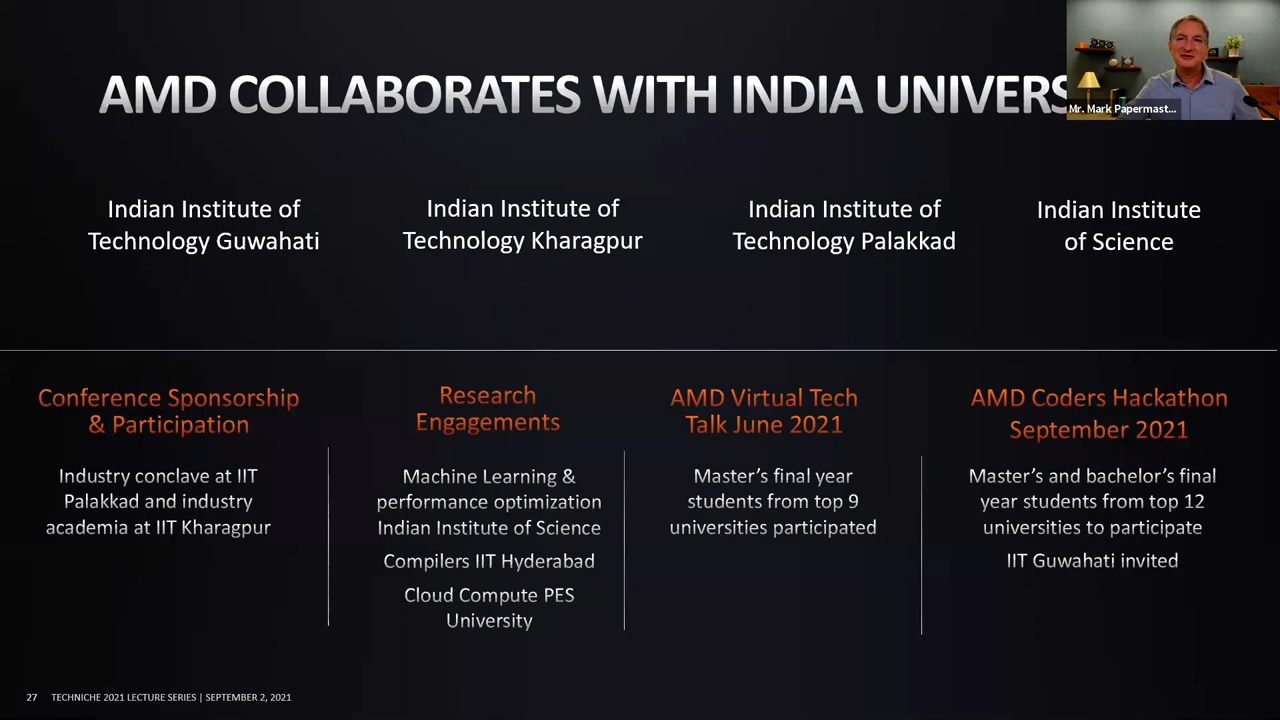 AMD COLLABORATES WITH INDIA UNIVERS
Mr. Mark Papermast...
Indian Institute of
Technology Guwahati
Indian Institute of
Technology Kharagpur
Indian Institute of
Technology Palakkad
Indian Institute
of Science
Conference Sponsorship
& Participation
Industry conclave at IIT
Palakkad and industry
academia at IIT Kharagpur
Research
Engagements
Machine Learning &
performance optimization
Indian Institute of Science
Compilers IIT Hyderabad
Cloud Compute PES
University
AMD Virtual Tech
Talk June 2021
Master’s final year
students from top 9
universities participated
AMD Coders Hackathon
September 2021
Master’s and bachelor’s final
year students from top 12
universities to participate
IIT Guwahati invited
27 TECHNICHE 2021 LECTURE SERIES | SEPTEMBER 2, 2021